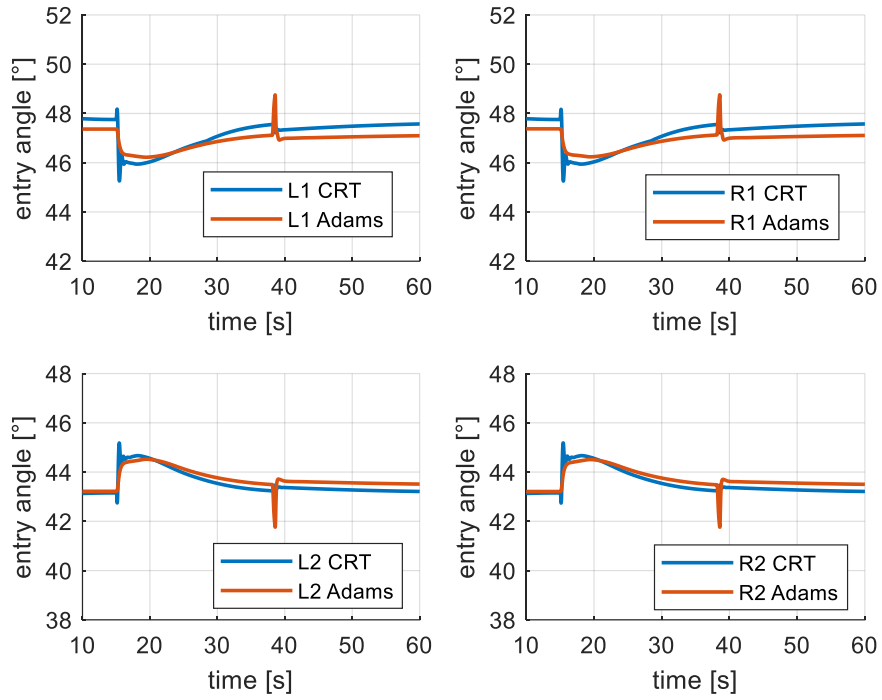 52
50
48
46
44
42
entry angle [°]
L1 CRT
L1 Adams
10 20 30 40 50 60
time [s]
52
50
48
46
44
42
entry angle [°]
R1 CRT
R1 Adams
10 20 30 40 50 60
time [s]
48
46
44
42
40
38
entry angle [°]
L2 CRT
L2 Adams
10 20 30 40 50 60
time [s]
48
46
44
42
40
38
entry angle [°]
R2 CRT
R2 Adams
10 20 30 40 50 60
time [s]